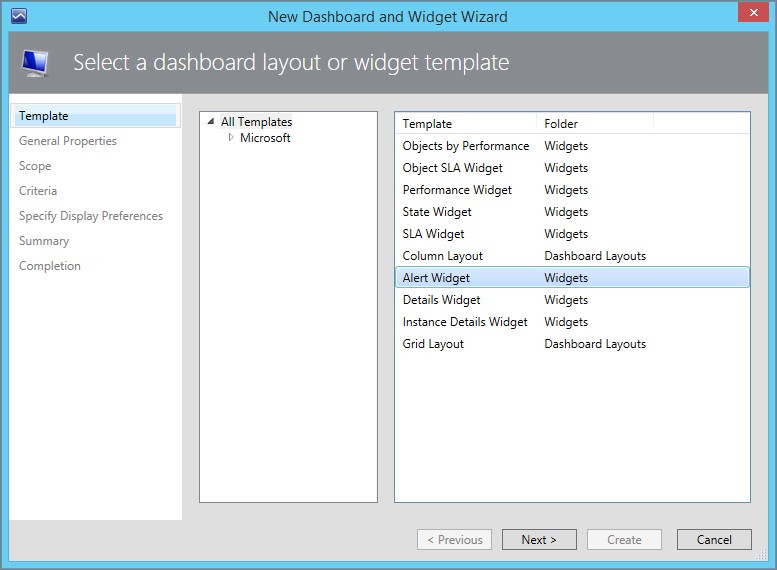 New Dashboard and Widget Wizard
Select a dashboard layout or widget template
Template
General Properties
Scope
Criteria
Specify Display Preferences
Summary
Completion
All Templates
Microsoft
Template Folder
Objects by Performance Widgets
Object SLA Widget Widgets
Performance Widget Widgets
State Widget Widgets
SLA Widget Widgets
Column Layout Dashboard Layouts
Alert Widget Widgets
Details Widget Widgets
Instance Details Widget Widgets
Grid Layout Dashboard Layouts
< Previous Next > Create Cancel